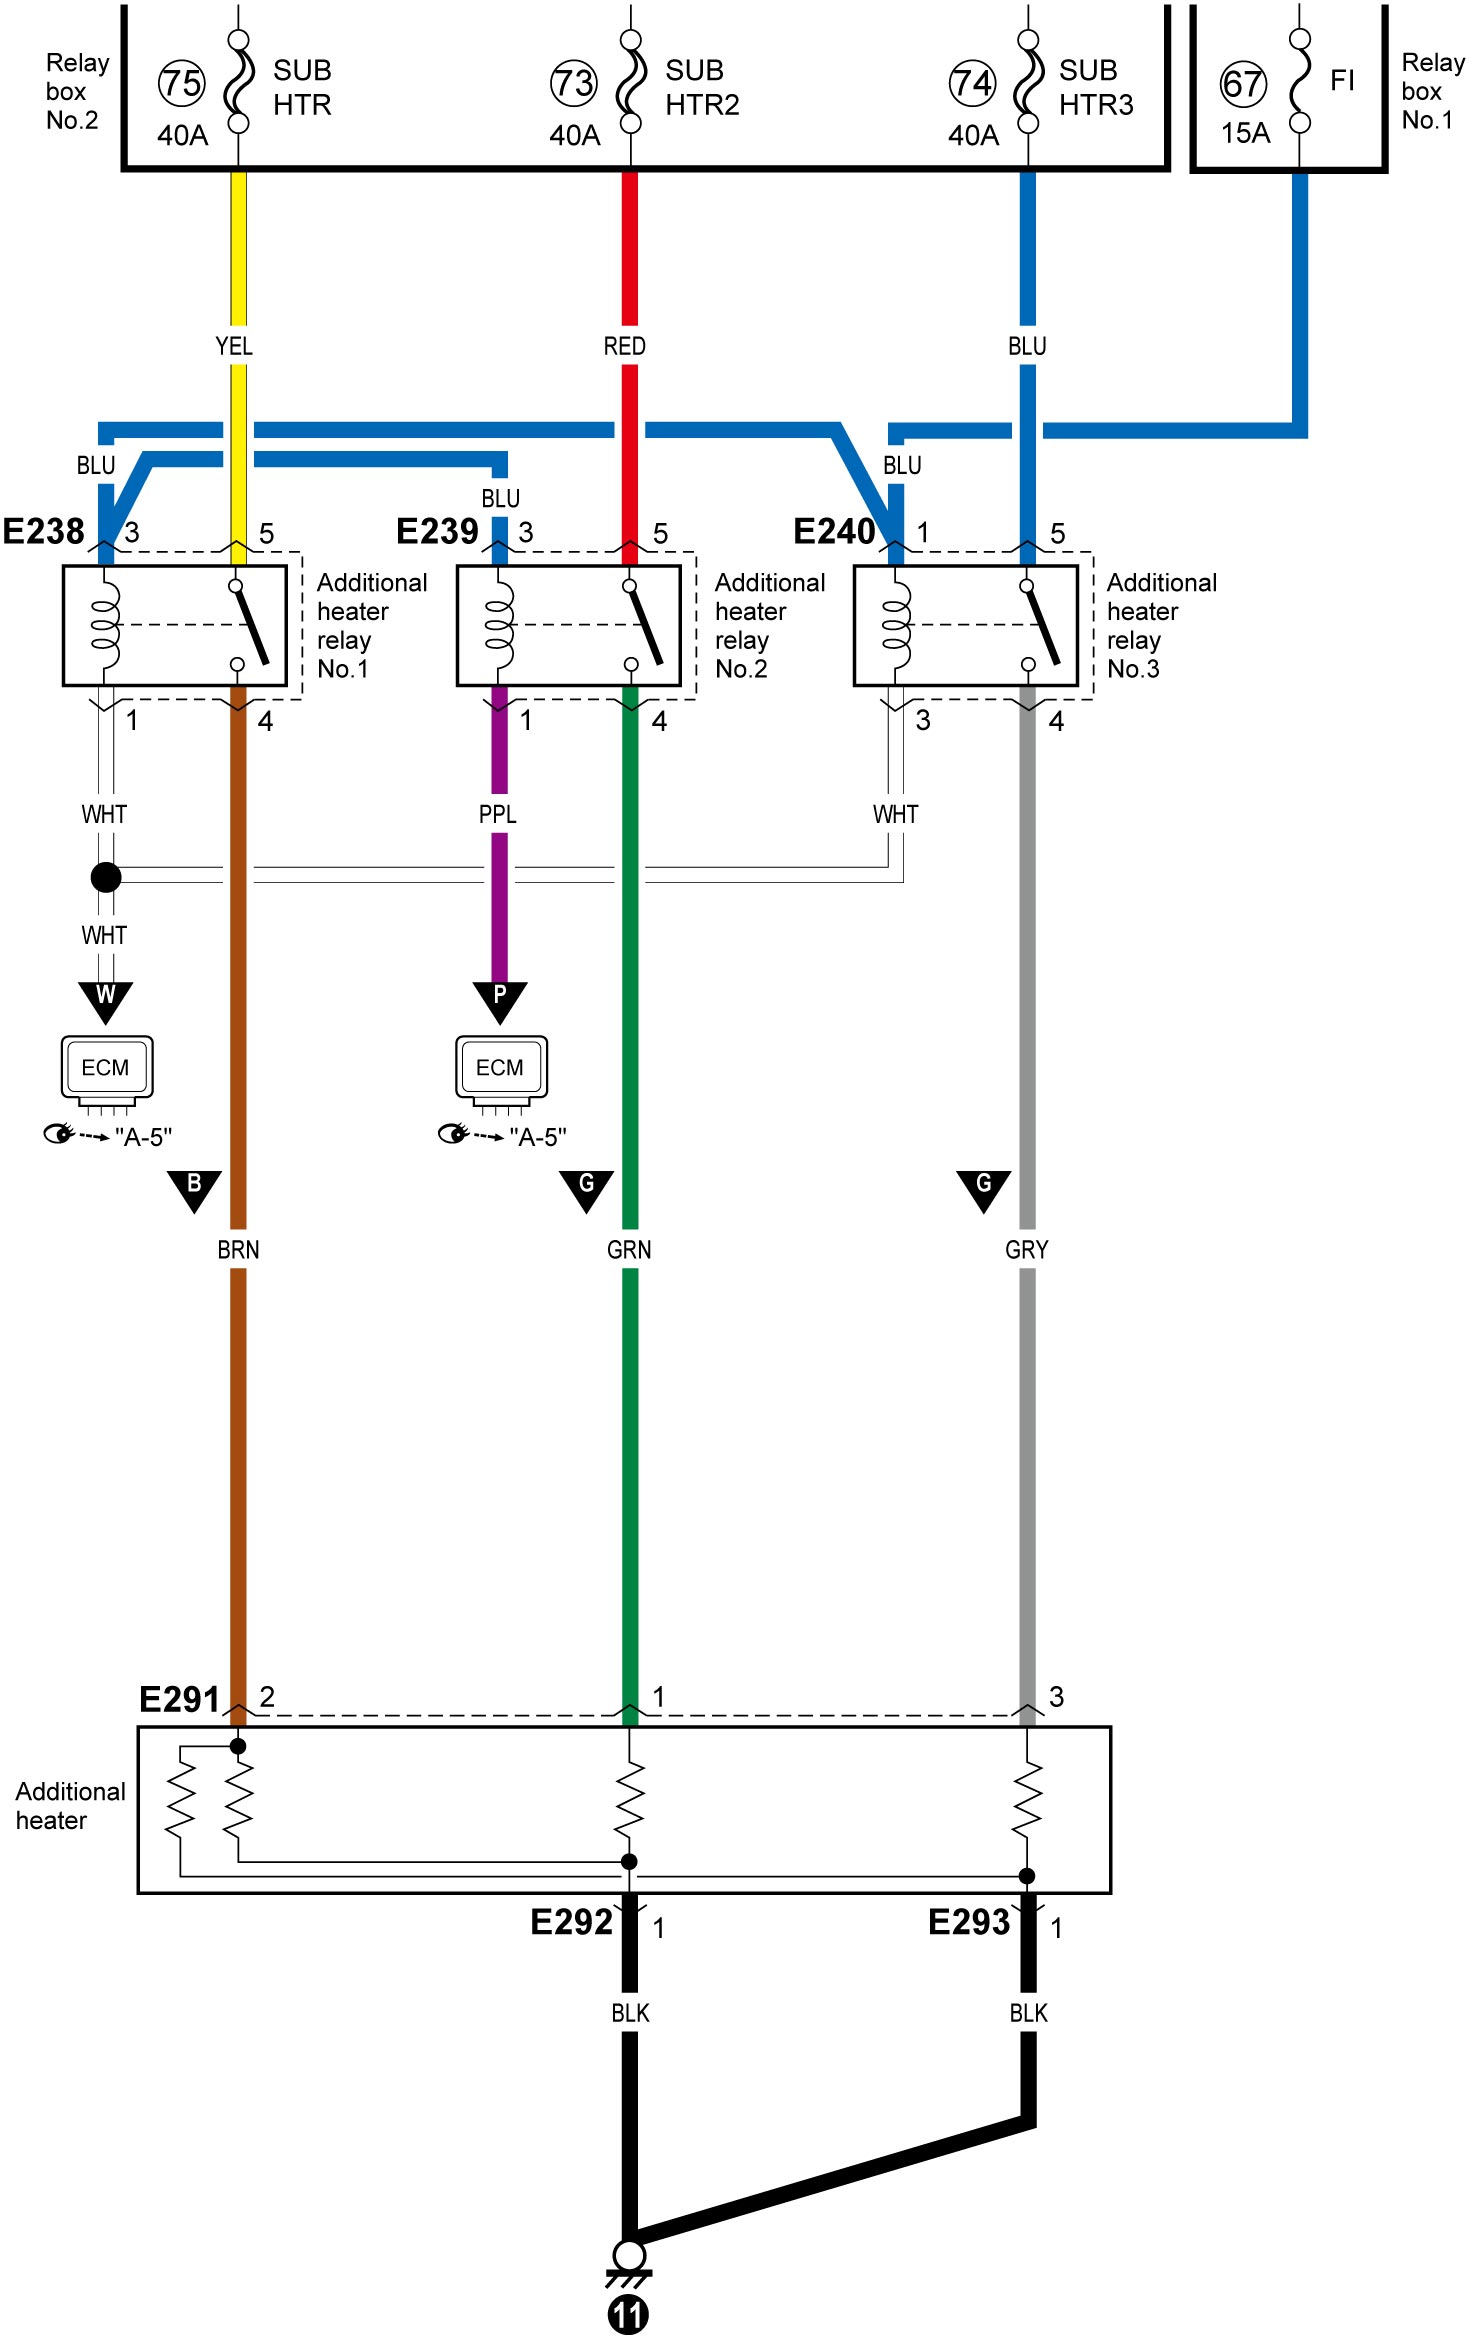 Relay
box
No.2
75
40A
SUB
HTR
73
40A
SUB
HTR2
74
40A
SUB
HTR3
67
15A
FI
Relay
box
No.1
YEL
RED
BLU
BLU
BLU
BLU
E238
3
5
E239
3
5
E240
1
5
Additional
heater
relay
No.1
Additional
heater
relay
No.2
Additional
heater
relay
No.3
1
4
1
4
3
4
WHT
PPL
WHT
WHT
W
P
ECM
ECM
"A-5"
"A-5"
B
G
G
BRN
GRN
GRY
E291
2
1
3
Additional
heater
E292
1
E293
1
BLK
BLK
11